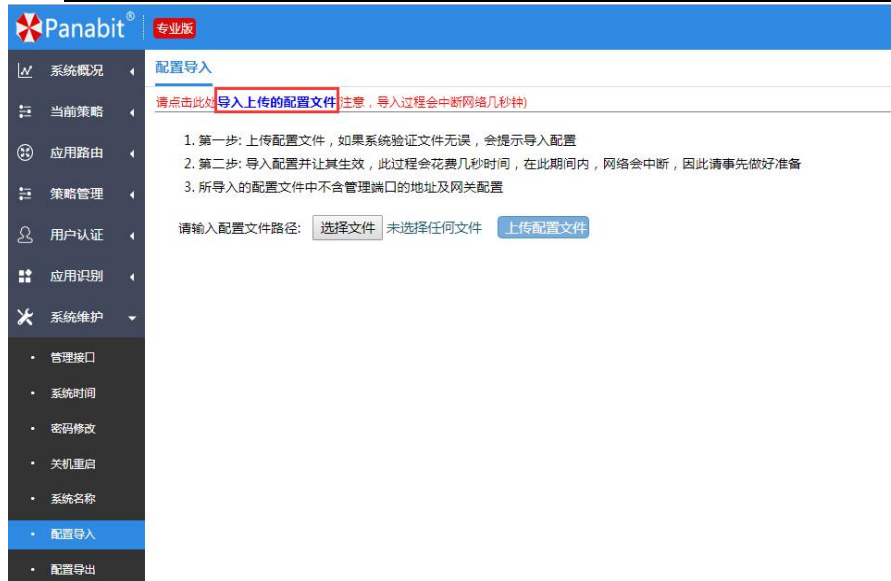 Panabit® 专业版
系统概况
当前策略
应用路由
策略管理
用户认证
应用识别
系统维护
管理接口
系统时间
密码修改
关机重启
系统名称
配置导入
配置导出
配置导入
请点击此处导入上传的配置文件(注意，导入过程会中断网络几秒钟)
1. 第一步: 上传配置文件，如果系统验证文件无误，会提示导入配置
2. 第二步: 导入配置并让其生效，此过程会花费几秒时间，在此期间内，网络会中断，因此请事先做好准备
3. 所导入的配置文件中不含管理端口的地址及网关配置
请输入配置文件路径: 选择文件 未选择任何文件 上传配置文件